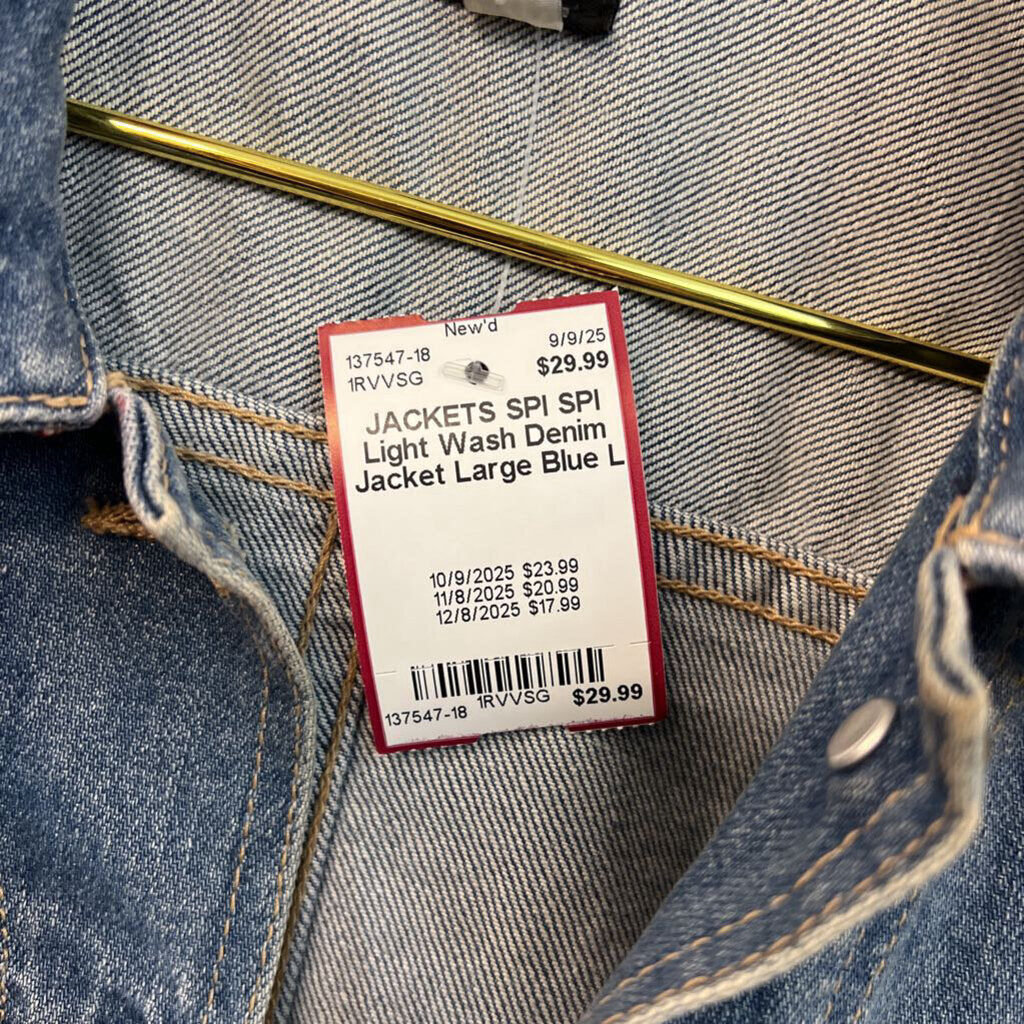 New'd
137547-18 9/9/25
1RVVSG $29.99
JACKETS SPI SPI
Light Wash Denim
Jacket Large Blue L
10/9/2025 $23.99
11/8/2025 $20.99
12/8/2025 $17.99
137547-18 1RVVSG $29.99